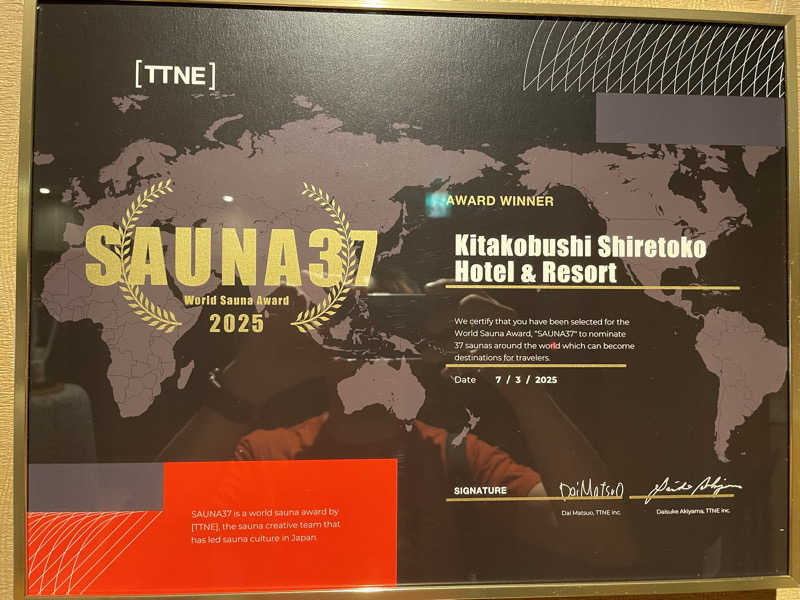 [TTNE]
SAUNA37
World Sauna Award
2025
AWARD WINNER
Kitakobushi Shiretoko
Hotel & Resort
We certify that you have been selected for the
World Sauna Award, "SAUNA37" to nominate
37 saunas around the world which can become
destinations for travelers.
Date 7 / 3 / 2025
SIGNATURE
Dai Matsuo
Dai Matsuo, TTNE inc.
Daisuke Akiyama, TTNE inc.
SAUNA37 is a world sauna award by
[TTNE], the sauna creative team that
has led sauna culture in Japan.